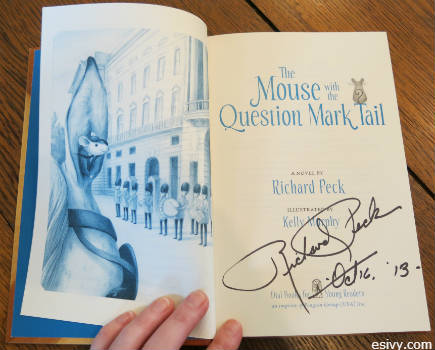 The
Mouse with the
Question Mark Tail
A NOVEL BY
Richard Peck
ILLUSTRATED BY
Kelly Murphy
Richard Peck
Oct 16, '13-
Dial Books for Young Readers
an imprint of Penguin Group (USA) Inc.
esivy.com